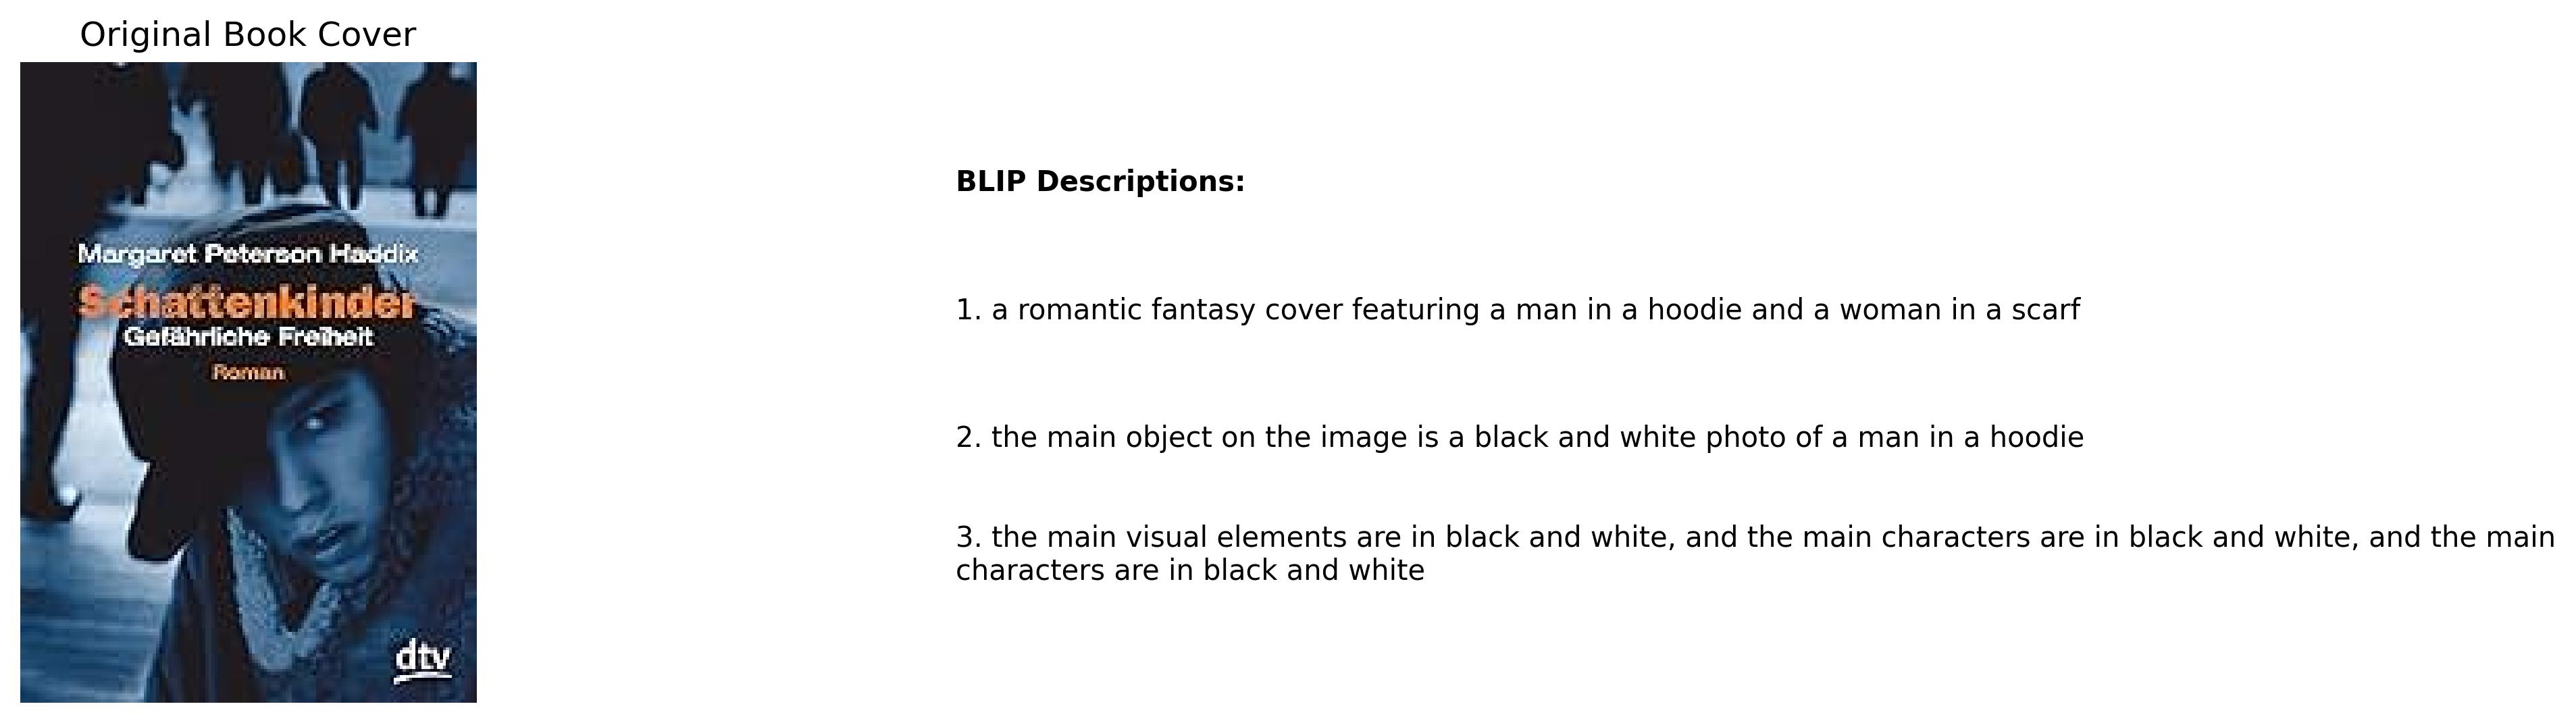 Original Book Cover
Margaret Peterson Haddix
Schattenkinder
Gefährliche Freiheit
Roman
dtv
BLIP Descriptions:
1. a romantic fantasy cover featuring a man in a hoodie and a woman in a scarf
2. the main object on the image is a black and white photo of a man in a hoodie
3. the main visual elements are in black and white, and the main characters are in black and white, and the main
characters are in black and white